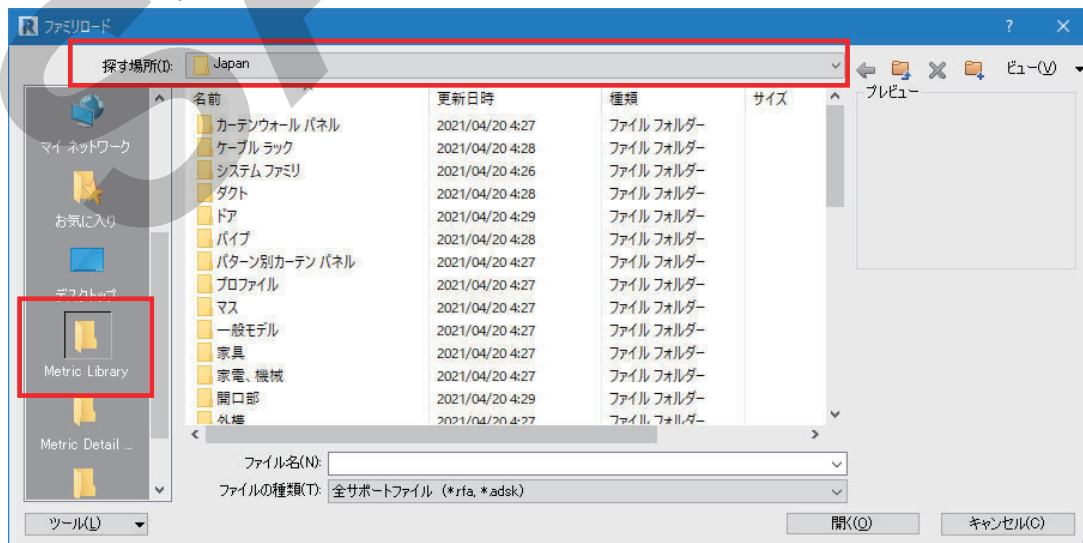 ファミリロード
探す場所(I): Japan ビュー(V)
プレビュー
マイ ネットワーク
お気に入り
デスクトップ
Metric Library
Metric Detail ...
名前 更新日時 種類 サイズ
カーテンウォール パネル 2021/04/20 4:27 ファイル フォルダー
ケーブル ラック 2021/04/20 4:28 ファイル フォルダー
システム ファミリ 2021/04/20 4:26 ファイル フォルダー
ダクト 2021/04/20 4:28 ファイル フォルダー
ドア 2021/04/20 4:29 ファイル フォルダー
パイプ 2021/04/20 4:28 ファイル フォルダー
パターン別カーテン パネル 2021/04/20 4:27 ファイル フォルダー
プロファイル 2021/04/20 4:27 ファイル フォルダー
マス 2021/04/20 4:27 ファイル フォルダー
一般モデル 2021/04/20 4:27 ファイル フォルダー
家具 2021/04/20 4:27 ファイル フォルダー
家電、機械 2021/04/20 4:27 ファイル フォルダー
開口部 2021/04/20 4:29 ファイル フォルダー
外構 2021/04/20 4:27 ファイル フォルダー
ファイル名(N):
ファイルの種類(T): 全サポートファイル (*.rfa, *.adsk)
ツール(L) 開く(O) キャンセル(C)